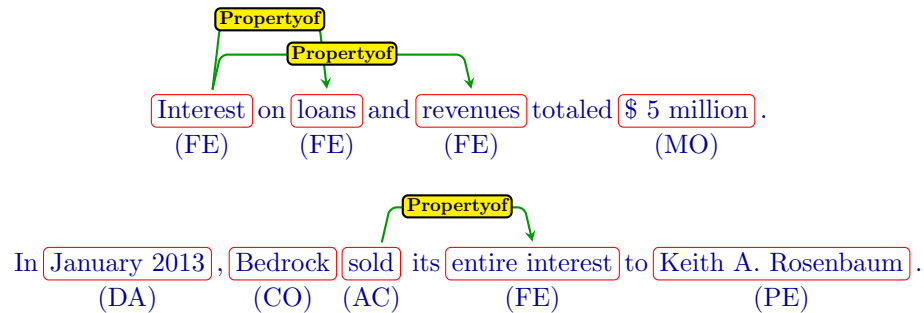 Propertyof
Propertyof
Interest on loans and revenues totaled $ 5 million .
(FE) (FE) (FE) (MO)
Propertyof
In January 2013 , Bedrock sold its entire interest to Keith A. Rosenbaum .
(DA) (CO) (AC) (FE) (PE)